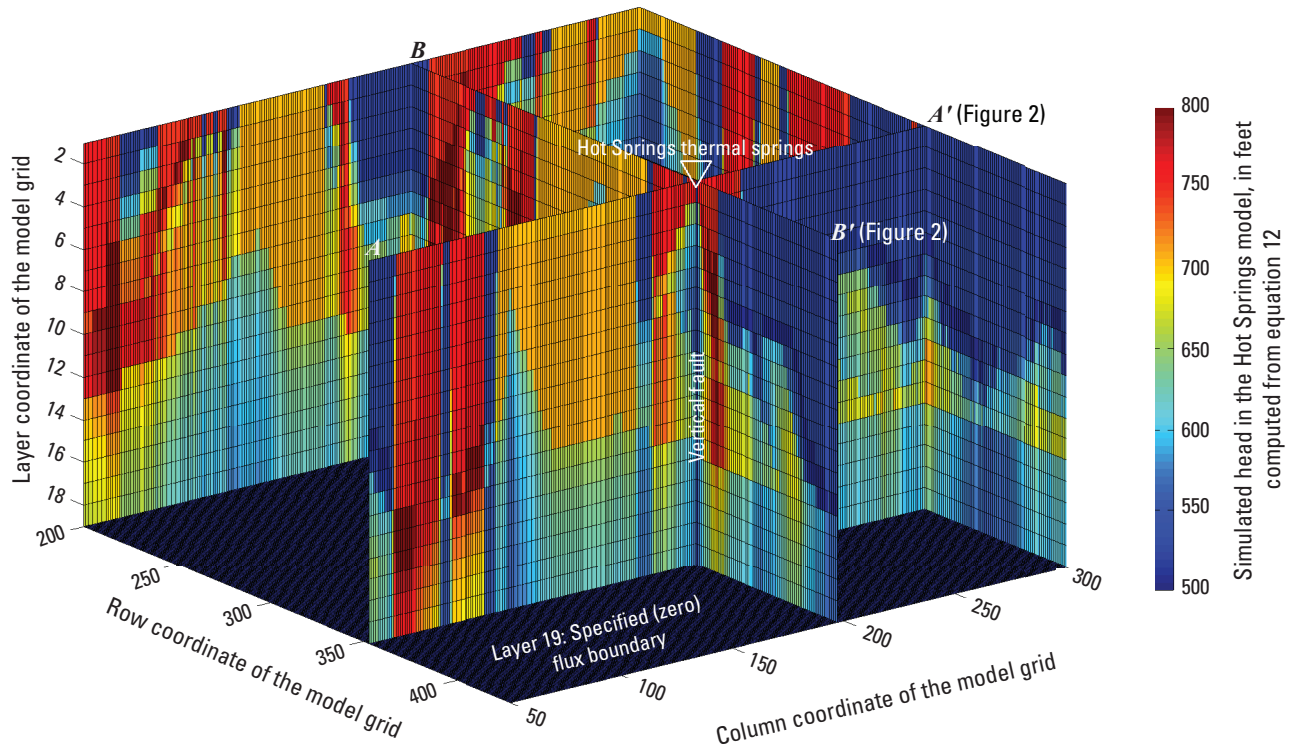 B
A′ (Figure 2)
Hot Springs thermal springs
A
B′ (Figure 2)
Vertical Fault
Layer 19: Specified (zero)
flux boundary
Layer coordinate of the model grid
2
4
6
8
10
12
14
16
18
200
250
300
350
400
Row coordinate of the model grid
50
100
150
200
250
300
Column coordinate of the model grid
800
750
700
650
600
550
500
Simulated head in the Hot Springs model, in feet
computed from equation 12